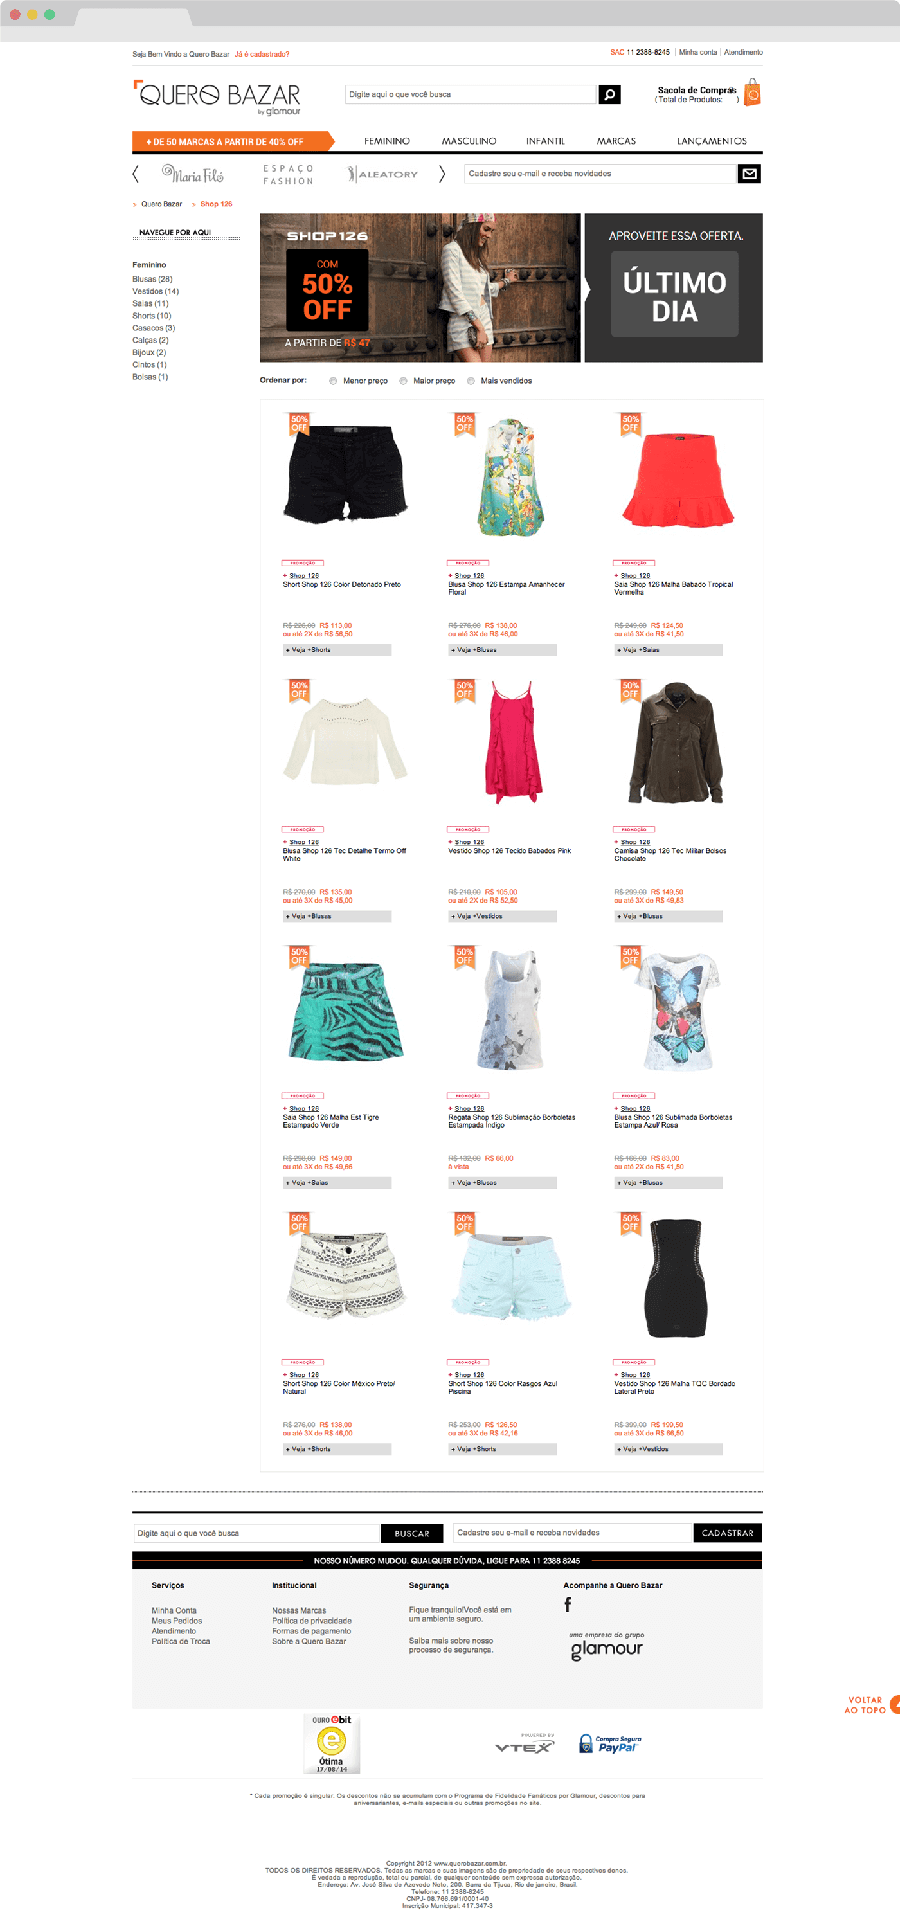 Seja Bem Vindo a Quero Bazar Já é cadastrado?
SAC 11 2388-8245 | Minha conta | Atendimento
QUERO BAZAR
by glamour
Digite aqui o que você busca
Sacola de Compras
( Total de Produtos: )
+ DE 50 MARCAS A PARTIR DE 40% OFF
FEMININO MASCULINO INFANTIL MARCAS LANÇAMENTOS
Maria Filó
ESPAÇO
FASHION
ALEATORY
Cadastre seu e-mail e receba novidades
> Quero Bazar > Shop 126
NAVEGUE POR AQUI
Feminino
Blusas (28)
Vestidos (14)
Saias (11)
Shorts (10)
Casacos (3)
Calças (2)
Bijoux (2)
Cintos (1)
Bolsas (1)
SHOP 126
COM
50%
OFF
A PARTIR DE R$ 47
APROVEITE ESSA OFERTA.
ÚLTIMO
DIA
Ordenar por: Menor preço Maior preço Mais vendidos
50% OFF
50% OFF
50% OFF
PROMOÇÃO
+ Shop 126
Short Shop 126 Color Detonado Preto
R$ 226,00 R$ 113,00
ou até 2X de R$ 56,50
+ Veja +Shorts
PROMOÇÃO
+ Shop 126
Blusa Shop 126 Estampa Amanhecer
Floral
R$ 276,00 R$ 138,00
ou até 3X de R$ 46,00
+ Veja +Blusas
PROMOÇÃO
+ Shop 126
Saia Shop 126 Malha Babado Tropical
Vermelha
R$ 249,00 R$ 124,50
ou até 3X de R$ 41,50
+ Veja +Saias
50% OFF
50% OFF
50% OFF
PROMOÇÃO
+ Shop 126
Blusa Shop 126 Tec Detalhe Termo Off
White
R$ 270,00 R$ 135,00
ou até 3X de R$ 45,00
+ Veja +Blusas
PROMOÇÃO
+ Shop 126
Vestido Shop 126 Tecido Babados Pink
R$ 210,00 R$ 105,00
ou até 2X de R$ 52,50
+ Veja +Vestidos
PROMOÇÃO
+ Shop 126
Camisa Shop 126 Tec Militar Bolsos
Chocolate
R$ 299,00 R$ 149,50
ou até 3X de R$ 49,83
+ Veja +Blusas
50% OFF
50% OFF
50% OFF
PROMOÇÃO
+ Shop 126
Saia Shop 126 Malha Est Tigre
Estampado Verde
R$ 298,00 R$ 149,00
ou até 3X de R$ 49,66
+ Veja +Saias
PROMOÇÃO
+ Shop 126
Regata Shop 126 Sublimação Borboletas
Estampada Indigo
R$ 132,00 R$ 66,00
à vista
+ Veja +Blusas
PROMOÇÃO
+ Shop 126
Blusa Shop 126 Sublimada Borboletas
Estampa Azul/ Rosa
R$ 166,00 R$ 83,00
ou até 2X de R$ 41,50
+ Veja +Blusas
50% OFF
50% OFF
50% OFF
PROMOÇÃO
+ Shop 126
Short Shop 126 Color México Preto/
Natural
R$ 276,00 R$ 138,00
ou até 3X de R$ 46,00
+ Veja +Shorts
PROMOÇÃO
+ Shop 126
Short Shop 126 Color Rasgos Azul
Piscina
R$ 253,00 R$ 126,50
ou até 3X de R$ 42,16
+ Veja +Shorts
PROMOÇÃO
+ Shop 126
Vestido Shop 126 Malha TQC Bordado
Lateral Preto
R$ 399,00 R$ 199,50
ou até 3X de R$ 66,50
+ Veja +Vestidos
Digite aqui o que você busca BUSCAR
Cadastre seu e-mail e receba novidades CADASTRAR
NOSSO NÚMERO MUDOU. QUALQUER DÚVIDA, LIGUE PARA 11 2388 8245
Serviços
Minha Conta
Meus Pedidos
Atendimento
Política de Troca
Institucional
Nossas Marcas
Política de privacidade
Formas de pagamento
Sobre a Quero Bazar
Segurança
Fique tranquilo!Você está em
um ambiente seguro.
Saiba mais sobre nosso
processo de segurança.
Acompanhe a Quero Bazar
f
uma empresa do grupo
glamour
VOLTAR
AO TOPO
OURO ebit
e
Ótima
17/08/14
POWERED BY
VTEX
Compra Segura
PayPal
* Cada promoção é singular. Os descontos não se acumulam com o Programa de Fidelidade Fanáticos por Glamour, descontos para
aniversariantes, e-mails especiais ou outras promoções no site.
Copyright 2012 www.querobazar.com.br.
TODOS OS DIREITOS RESERVADOS. Todas as marcas e suas imagens são de propriedade de seus respectivos donos.
É vedada a reprodução, total ou parcial, de qualquer conteúdo sem expressa autorização.
Endereço: Av. José Silva de Azevedo Neto, 200. Barra da Tijuca, Rio de janeiro, Brasil.
Telefone: 11 2388-8245
CNPJ- 08.768.691/0001-40
Inscrição Municipal: 417.347-3